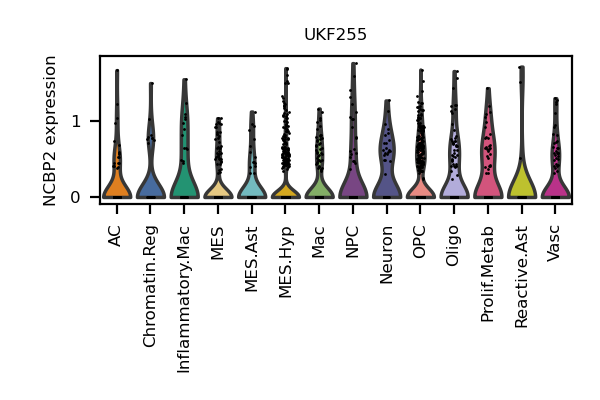 UKF255
NCBP2 expression
1
0
AC
Chromatin.Reg
Inflammatory.Mac
MES
MES.Ast
MES.Hyp
Mac
NPC
Neuron
OPC
Oligo
Prolif.Metab
Reactive.Ast
Vasc